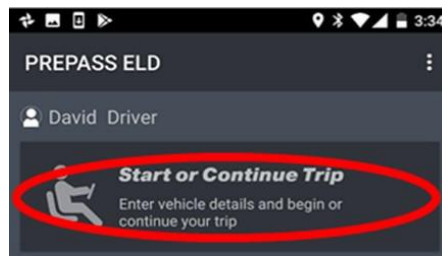 3:34
PREPASS ELD
David Driver
Start or Continue Trip
Enter vehicle details and begin or
continue your trip